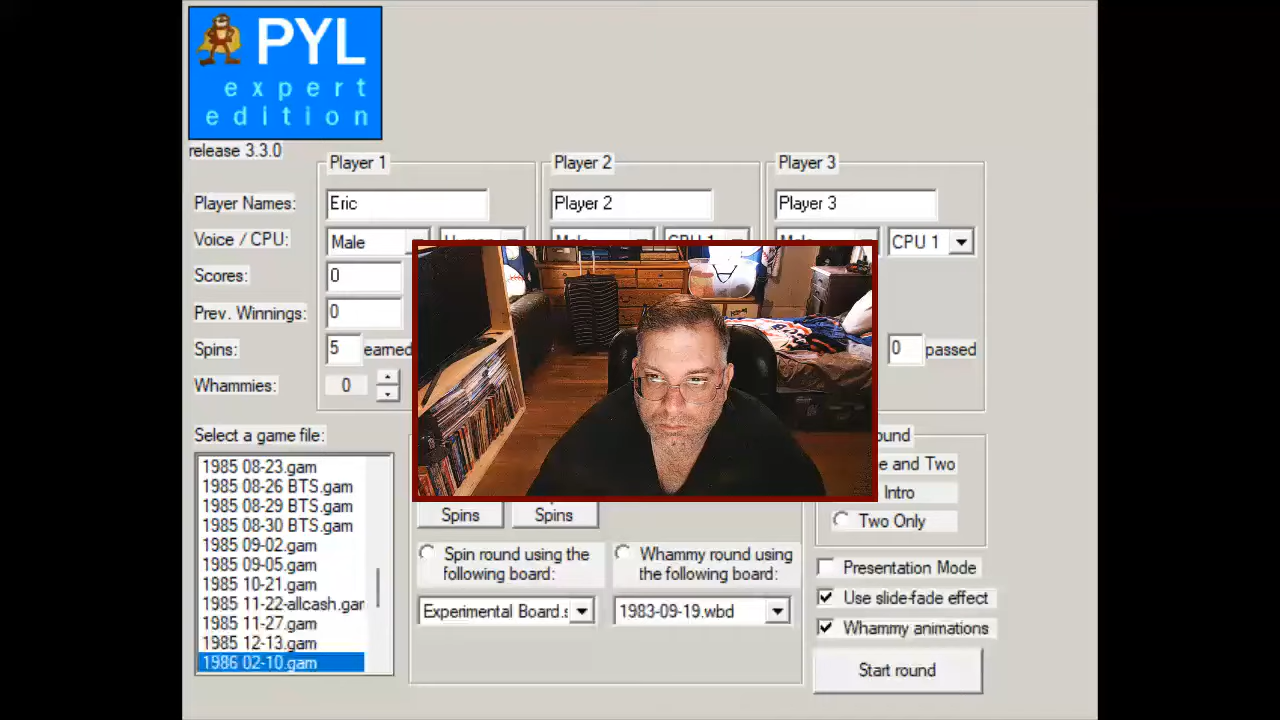 PYL
expert
edition
release 3.3.0
Player 1
Player 2
Player 3
Player Names:
Eric
Player 2
Player 3
Voice / CPU:
Male
CPU 1
Scores:
0
Prev. Winnings:
0
Spins:
5 earned
0 passed
Whammies:
0
Select a game file:
1985 08-23.gam
1985 08-26 BTS.gam
1985 08-29 BTS.gam
1985 08-30 BTS.gam
1985 09-02.gam
1985 09-05.gam
1985 10-21.gam
1985 11-22-allcash.gar
1985 11-27.gam
1985 12-13.gam
1986 02-10.gam
Spins
Spins
Spin round using the
following board:
Experimental Board.s
Whammy round using
the following board:
1983-09-19.wbd
and Two
Intro
Two Only
Presentation Mode
Use slide-fade effect
Whammy animations
Start round